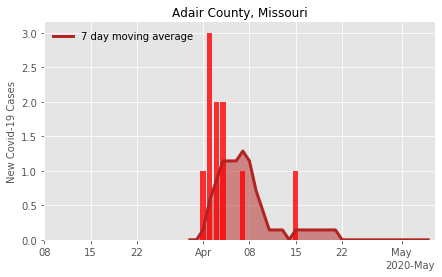 Adair County, Missouri
7 day moving average
New Covid-19 Cases
3.0
2.5
2.0
1.5
1.0
0.5
0.0
08 15 22 Apr 08 15 22 May
2020-May